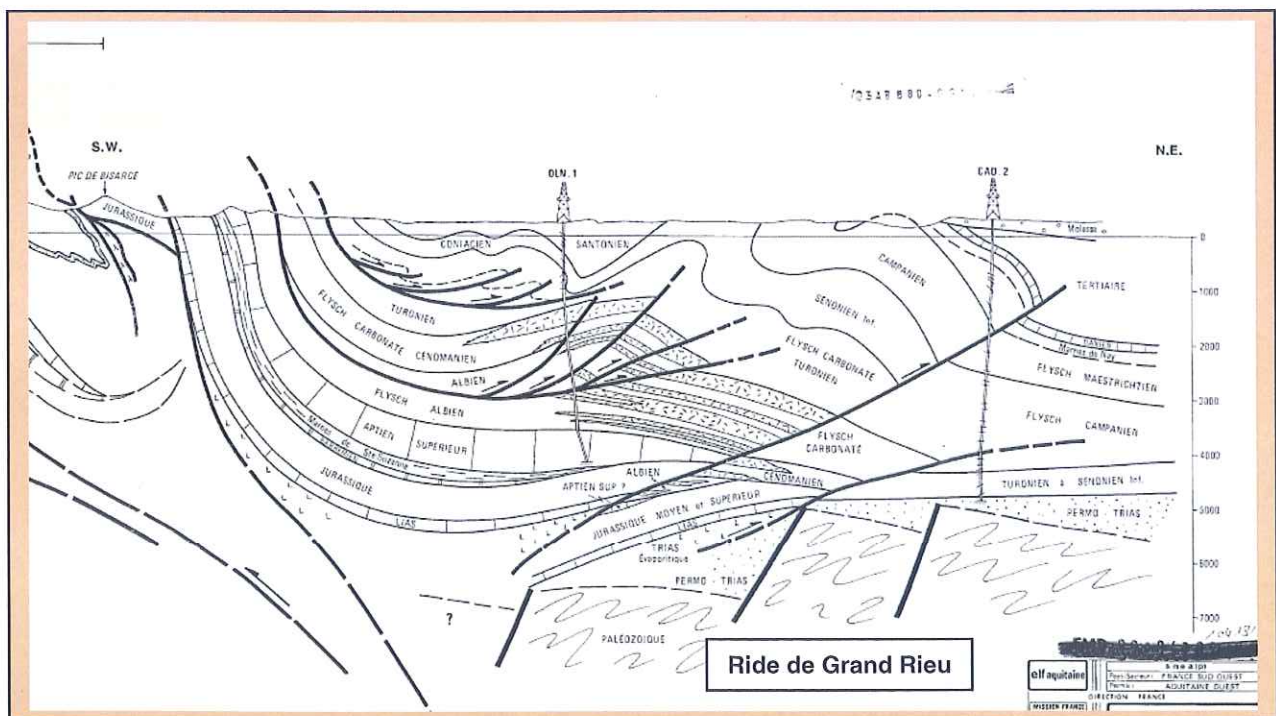 S.W.
N.E.
PIC DE BISARCE
OLN.1
CAD.2
JURASSIQUE
CONIACIEN
SANTONIEN
CAMPANIEN
Molasse
0
TURONIEN
SENONIEN Inf.
TERTIAIRE
1000
FLYSCH CARBONATE CENOMANIEN
DANIEN
Marnes de Nay
2000
ALBIEN
FLYSCH CARBONATE
TURONIEN
FLYSCH MAESTRICHTIEN
FLYSCH ALBIEN
3000
APTIEN SUPERIEUR
FLYSCH
CARBONATE
FLYSCH CAMPANIEN
Marnes de Ste Suzanne
ALBIEN
CENOMANIEN
4000
JURASSIQUE
APTIEN SUP ?
TURONIEN à SENONIEN Inf.
LIAS
JURASSIQUE MOYEN et SUPERIEUR
LIAS
5000
PERMO - TRIAS
TRIAS
Evaporitique
PERMO - TRIAS
6000
?
7000
PALÉOZOIQUE
Ride de Grand Rieu
elf aquitaine
FRANCE SUD OUEST
AQUITAINE OUEST
DIRECTION FRANCE
MISSION FRANCE